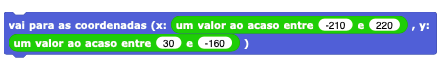 vai para as coordenadas (x: um valor ao acaso entre -210 e 220 , y:
um valor ao acaso entre 30 e -160 )